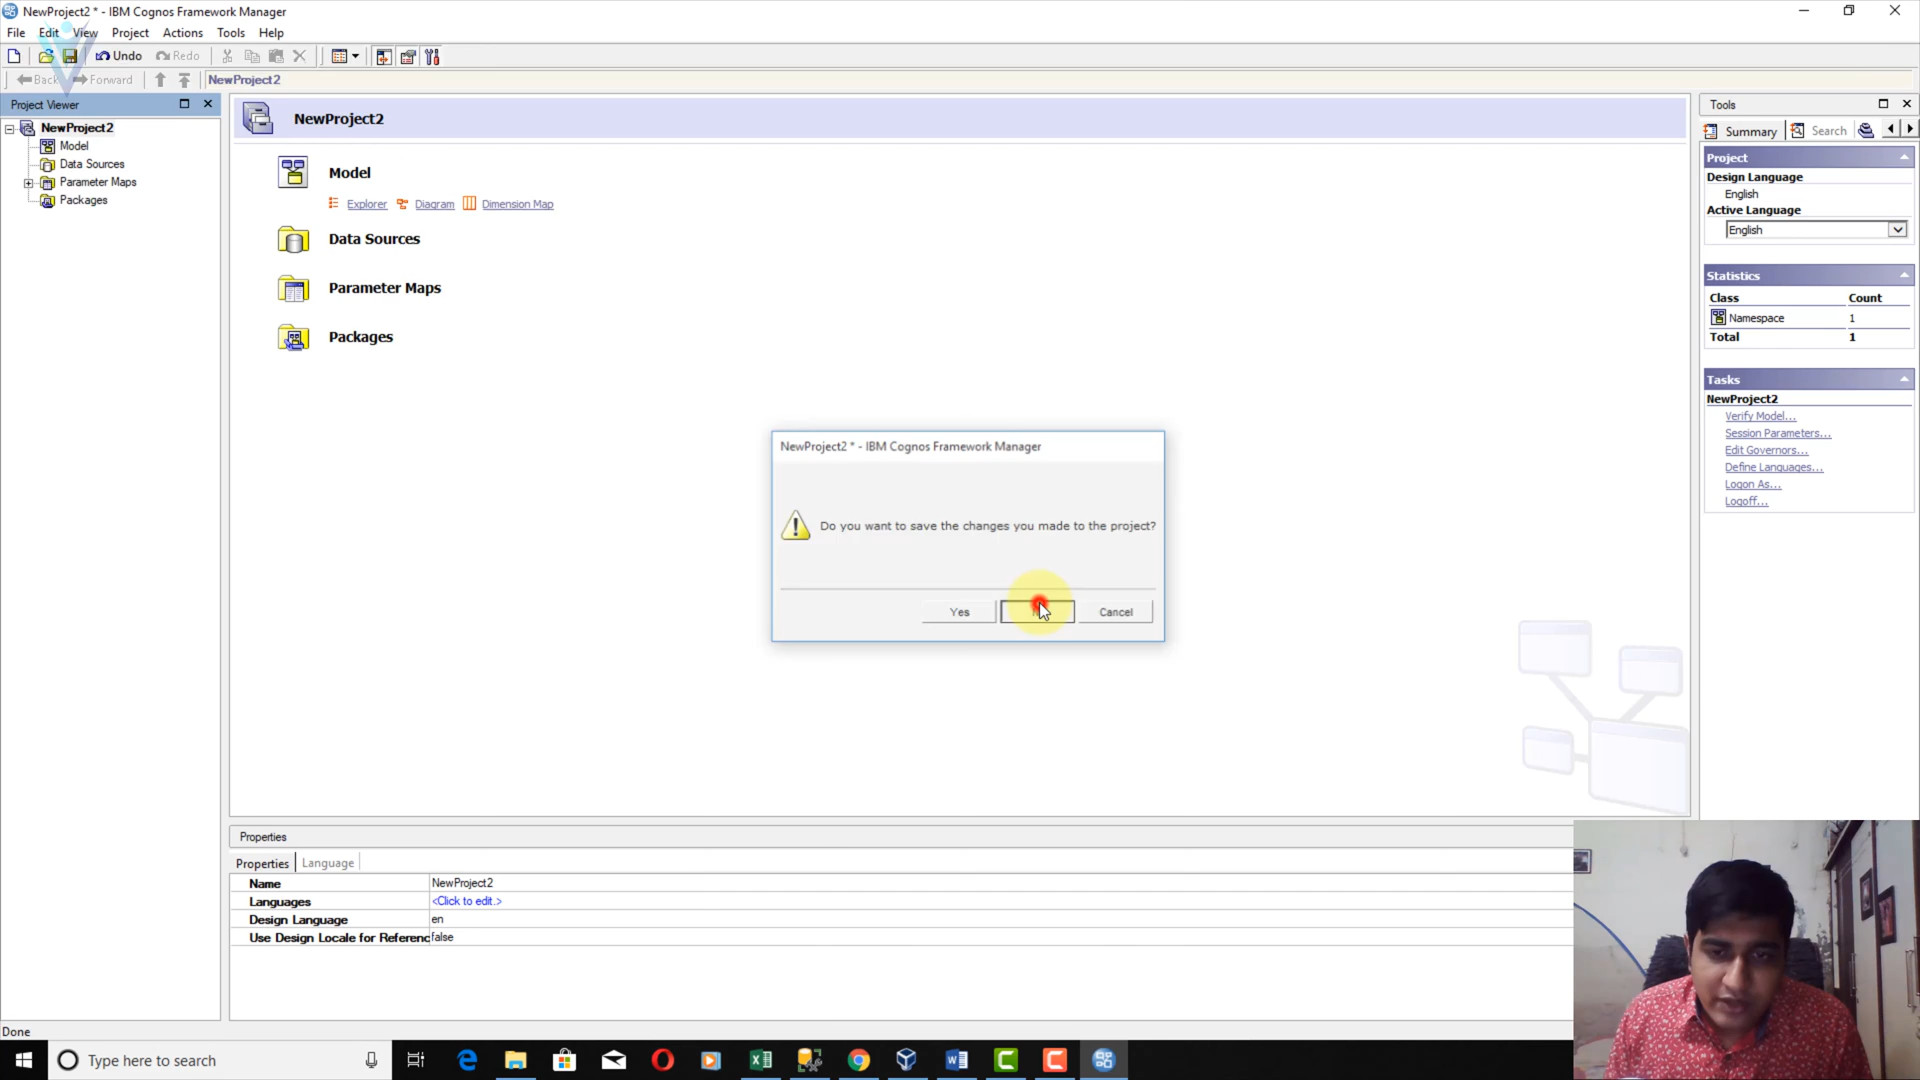 NewProject2 * - IBM Cognos Framework Manager
File Edit View Project Actions Tools Help
Undo Redo
Back Forward NewProject2
Project Viewer
NewProject2
Model
Data Sources
Parameter Maps
Packages
NewProject2
Model
Explorer Diagram Dimension Map
Data Sources
Parameter Maps
Packages
NewProject2 * - IBM Cognos Framework Manager
Do you want to save the changes you made to the project?
Yes Cancel
Tools
Summary Search
Project
Design Language
English
Active Language
English
Statistics
Class Count
Namespace 1
Total 1
Tasks
NewProject2
Verify Model...
Session Parameters...
Edit Governors...
Define Languages...
Logon As...
Logoff...
Properties
Properties Language
Name NewProject2
Languages <Click to edit.>
Design Language en
Use Design Locale for Referenc false
Done
Type here to search